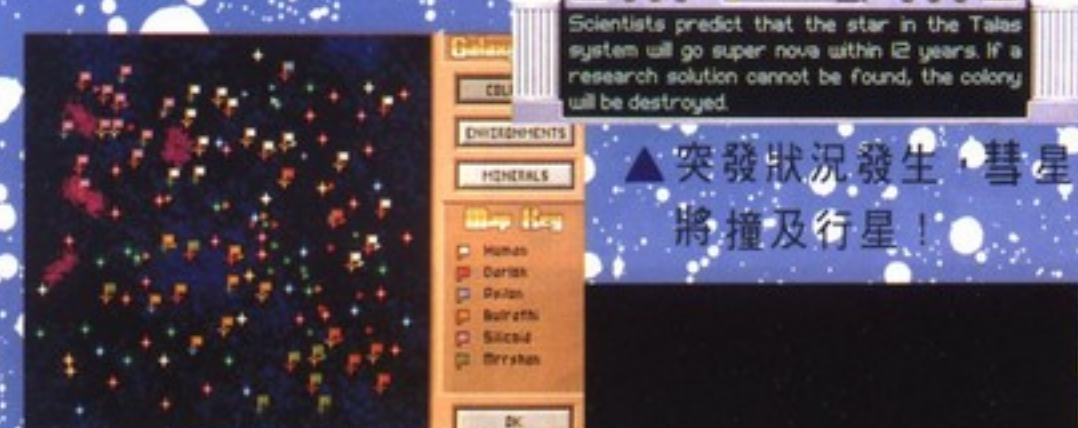 Galaxy
COL
ENVIRONMENTS
MINERALS
Map Key
Human
Darlok
Psilon
Bulrathi
Silicoid
Mrrshan
OK
Scientists predict that the star in the Talas
system will go super nova within 12 years. If a
research solution cannot be found, the colony
will be destroyed.
▲突發狀況發生，彗星
將撞及行星！